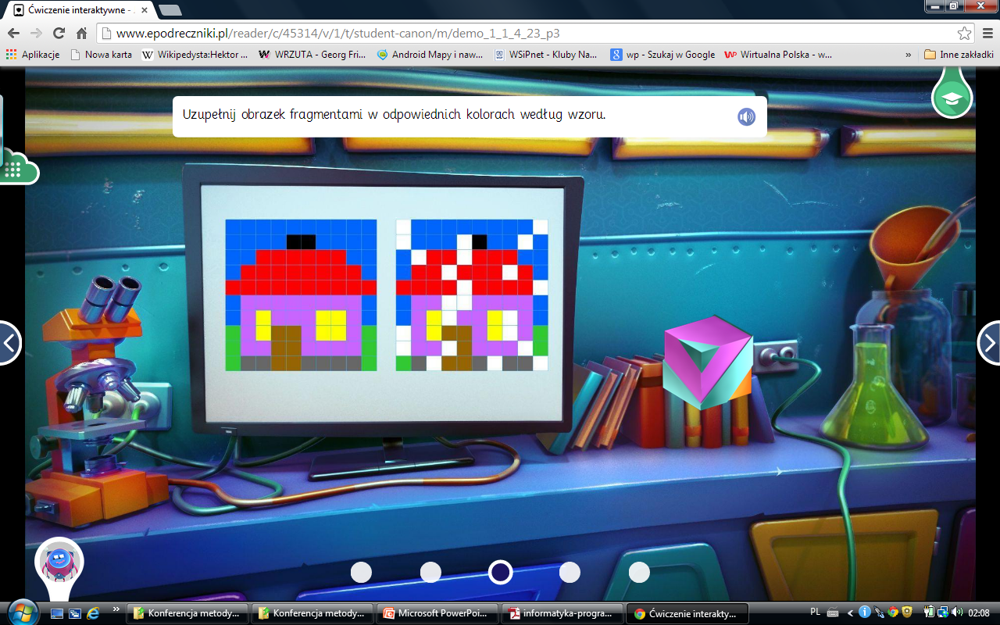 Ćwiczenie interaktywne - .
www.epodreczniki.pl/reader/c/45314/v/1/t/student-canon/m/demo_1_1_4_23_p3
Aplikacje Nowa karta W Wikipedysta:Hektor ... W WRZUTA - Georg Fri... Android Mapy i naw... WSiPnet - Kluby Na... 8 wp - Szukaj w Google WP Wirtualna Polska - w... » Inne zakładki
Uzupełnij obrazek fragmentami w odpowiednich kolorach według wzoru.
» Konferencja metody... Konferencja metody... Microsoft PowerPoi... informatyka-progra... Ćwiczenie interakty... PL 02:08